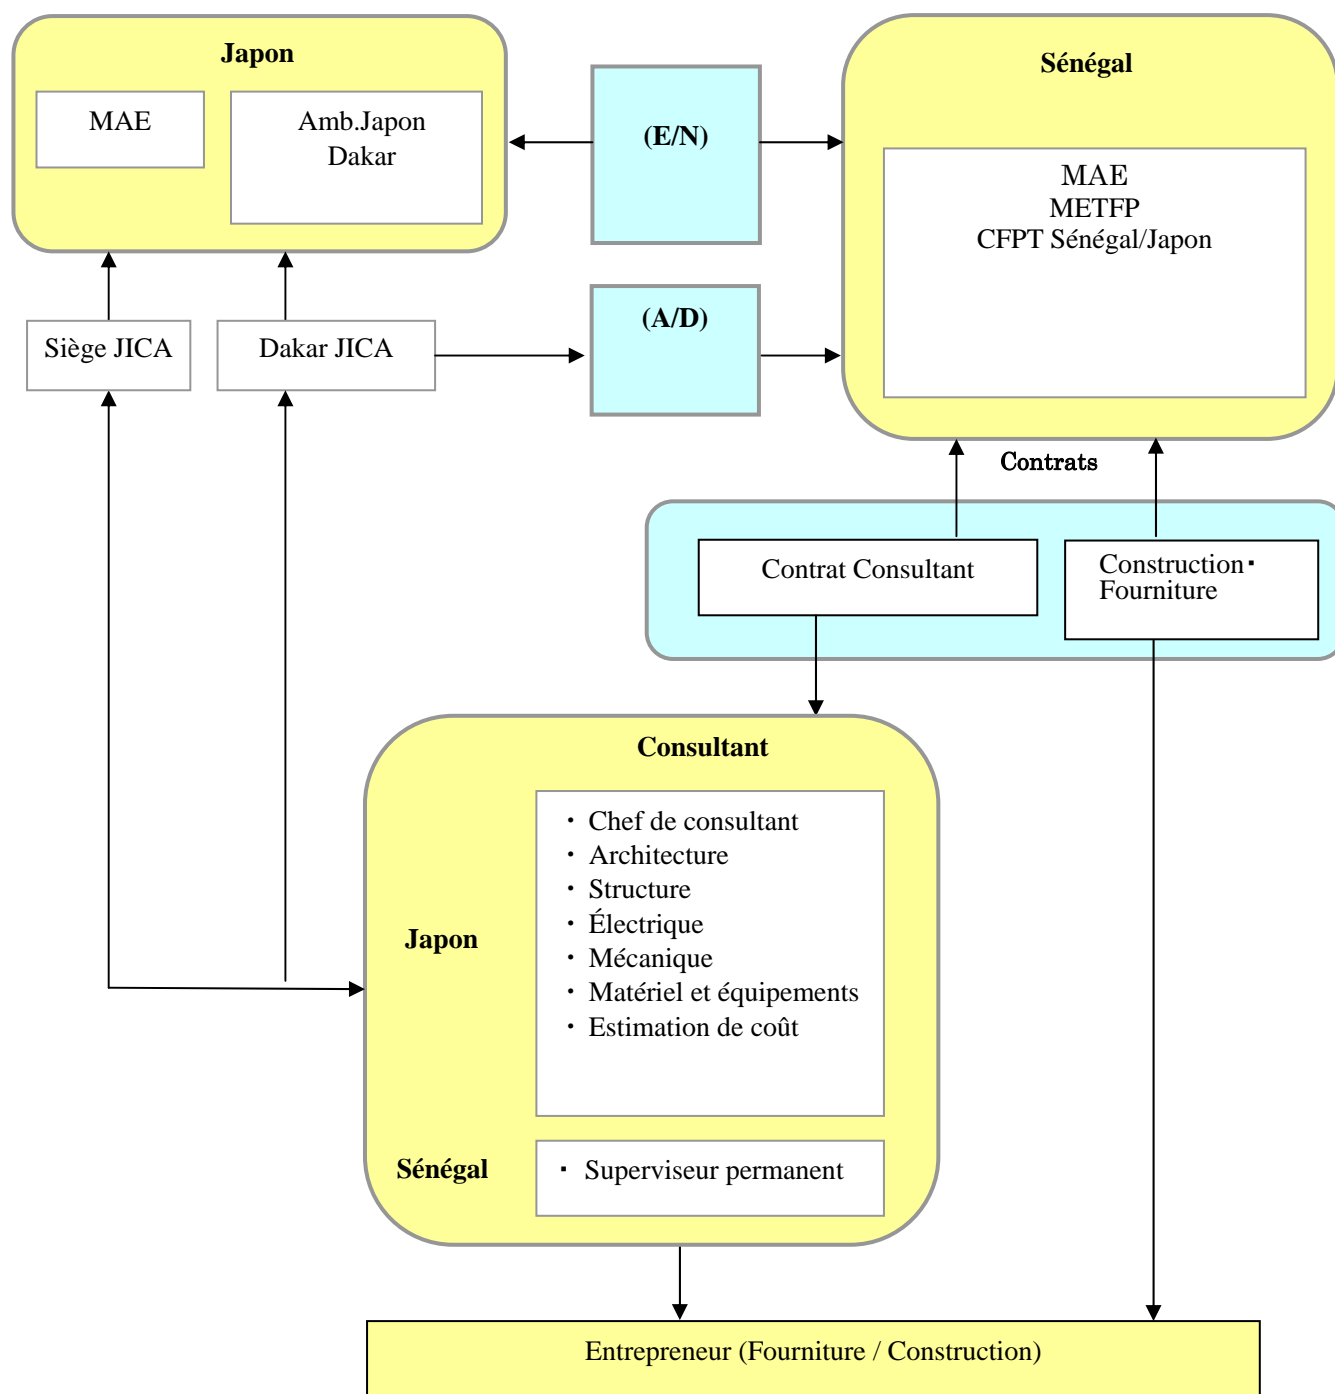 Japon
MAE
Amb.Japon
Dakar
(E/N)
Sénégal
MAE
METFP
CFPT Sénégal/Japon
Siège JICA
Dakar JICA
(A/D)
Contrats
Contrat Consultant
Construction・
Fourniture
Consultant
Japon
・ Chef de consultant
・ Architecture
・ Structure
・ Électrique
・ Mécanique
・ Matériel et équipements
・ Estimation de coût
Sénégal
・ Superviseur permanent
Entrepreneur (Fourniture / Construction)